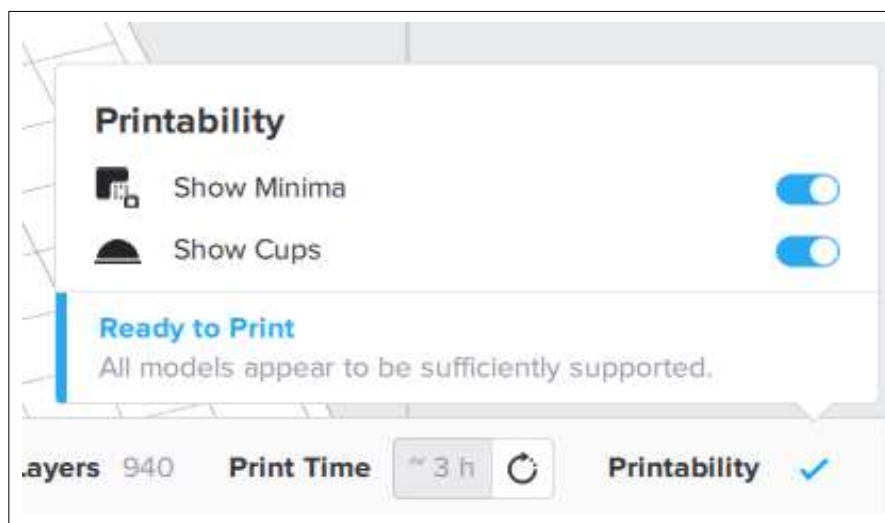 Printability
Show Minima
Show Cups
Ready to Print
All models appear to be sufficiently supported.
ayers 940 Print Time ~ 3 h Printability